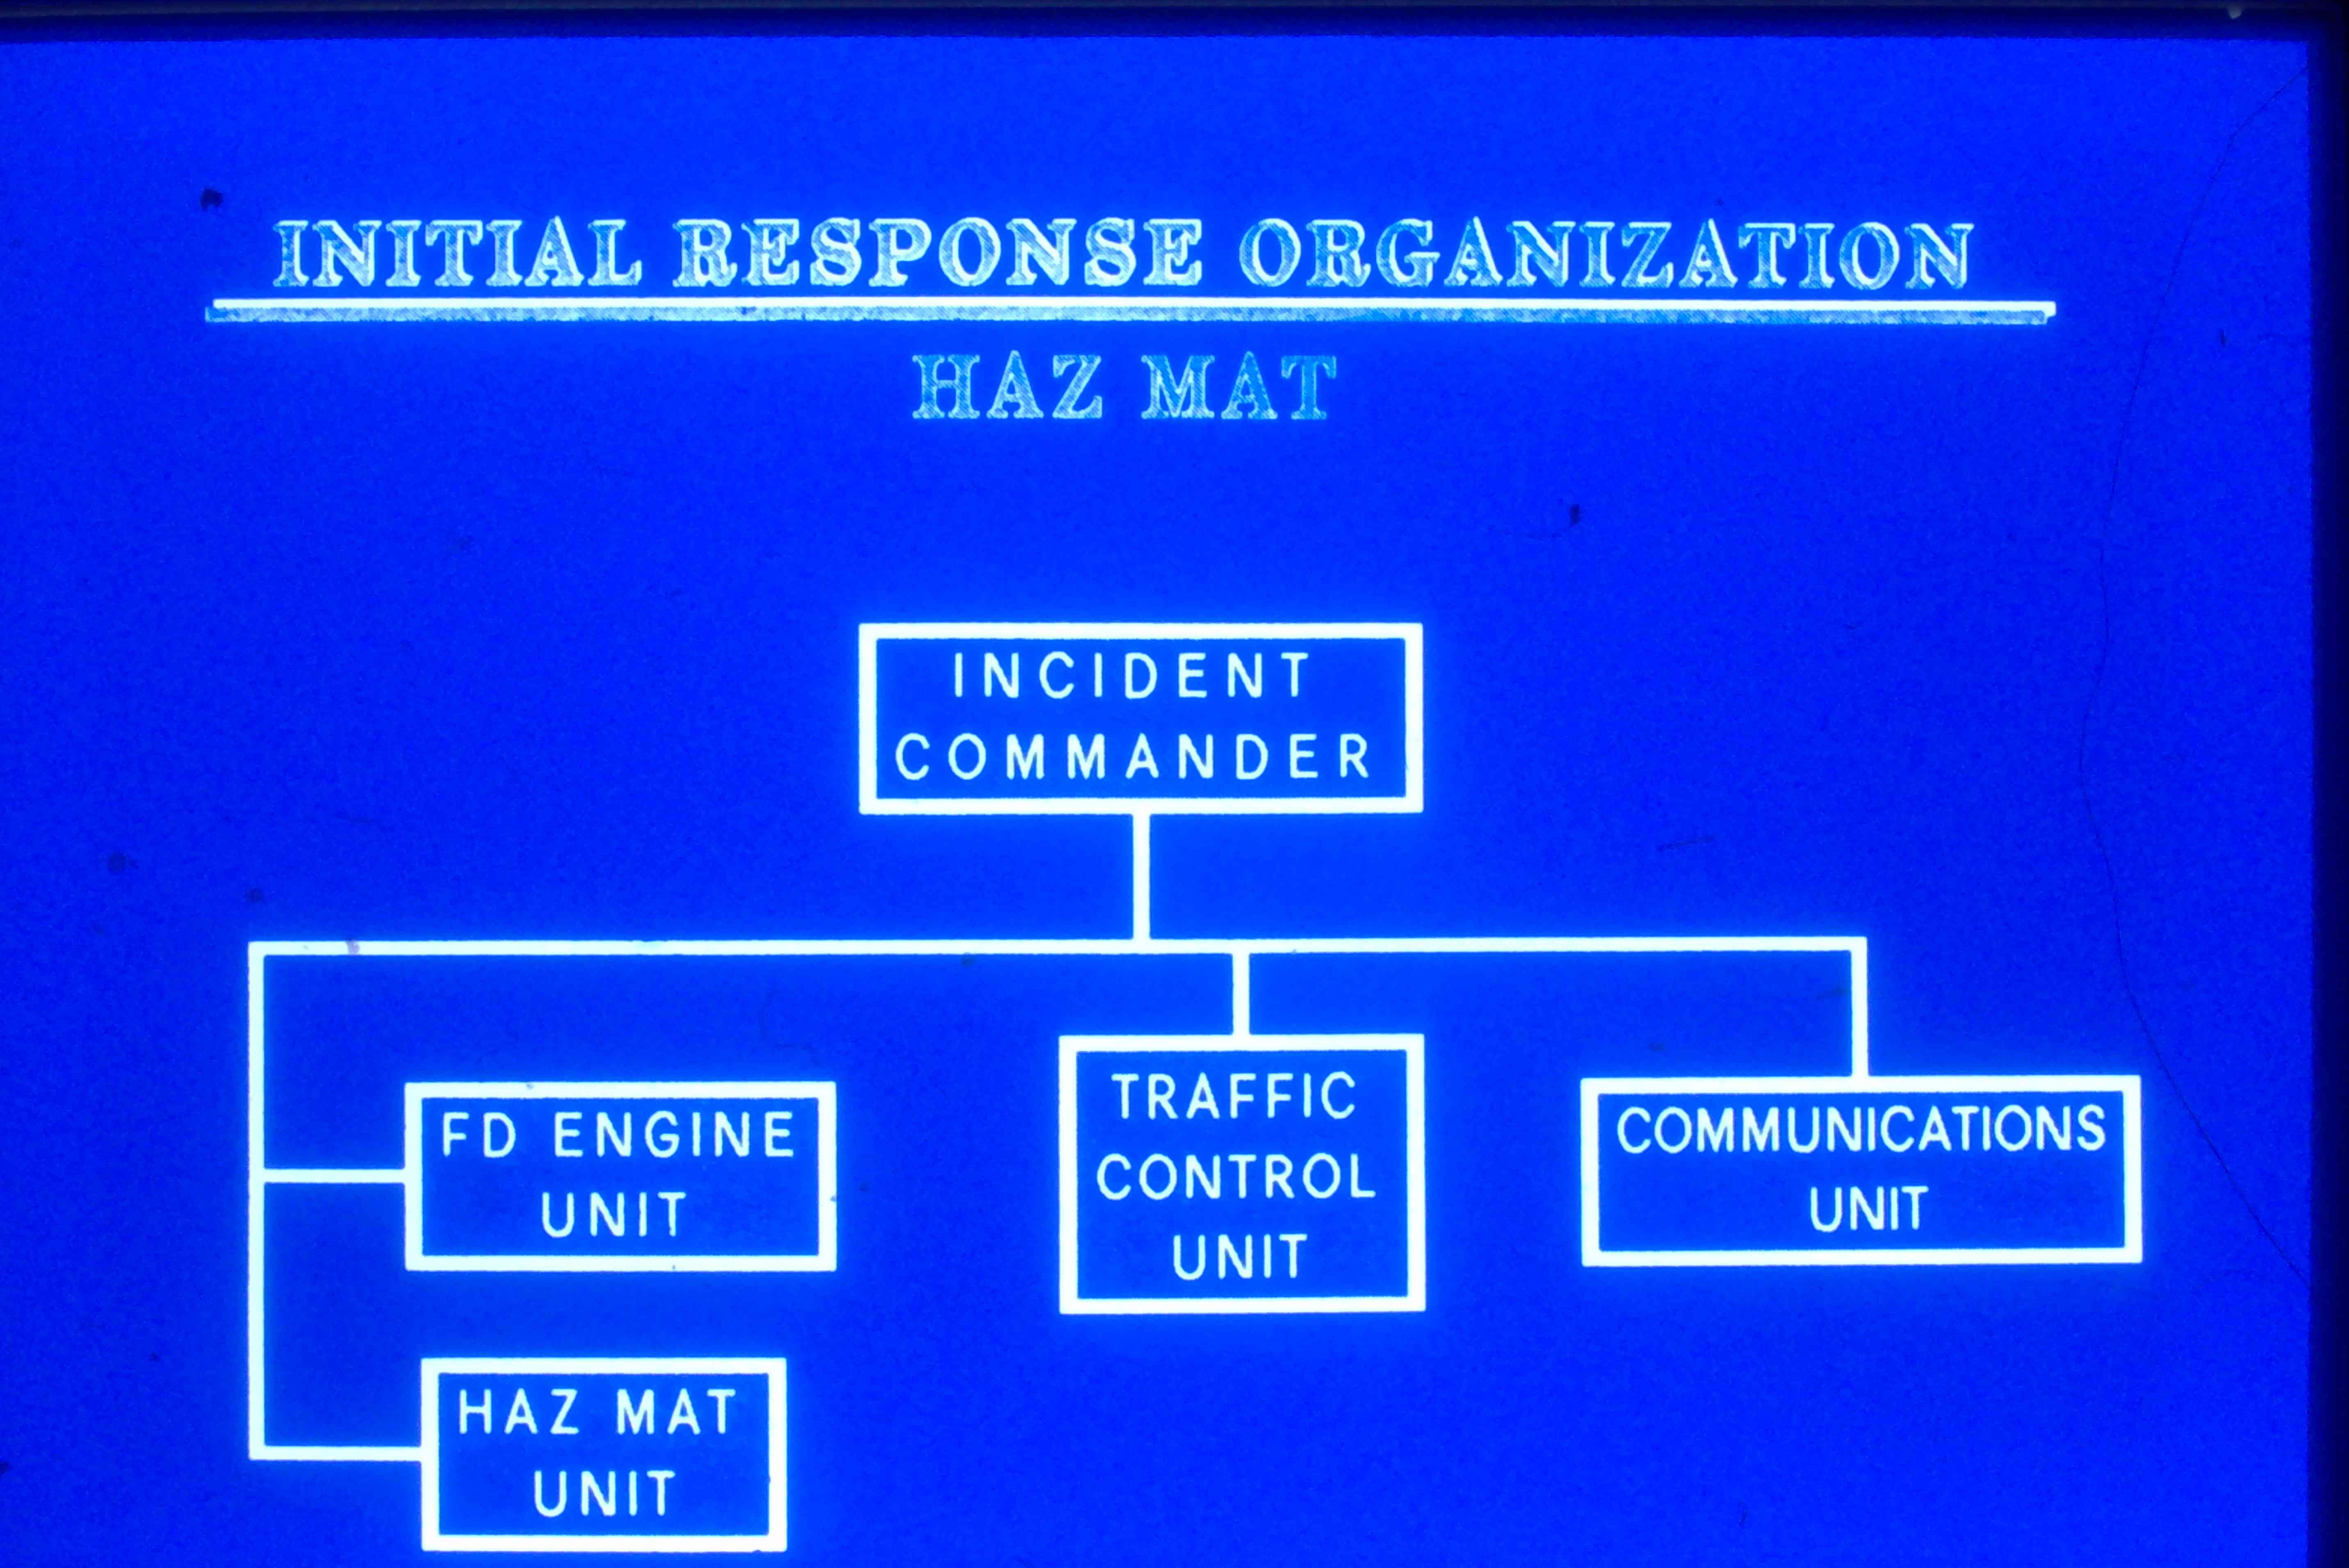 INITIAL RESPONSE ORGANIZATION
HAZ MAT
INCIDENT
COMMANDER
FD ENGINE
UNIT
TRAFFIC
CONTROL
UNIT
COMMUNICATIONS
UNIT
HAZ MAT
UNIT